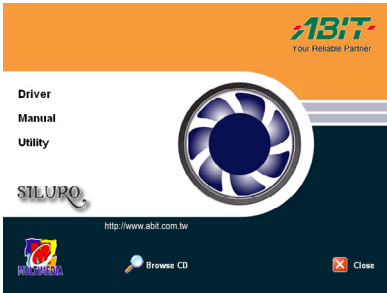 ABIT
Your Reliable Partner
Driver
Manual
Utility
SILURO
http://www.abit.com.tw
MULTIMEDIA
Browse CD
Close